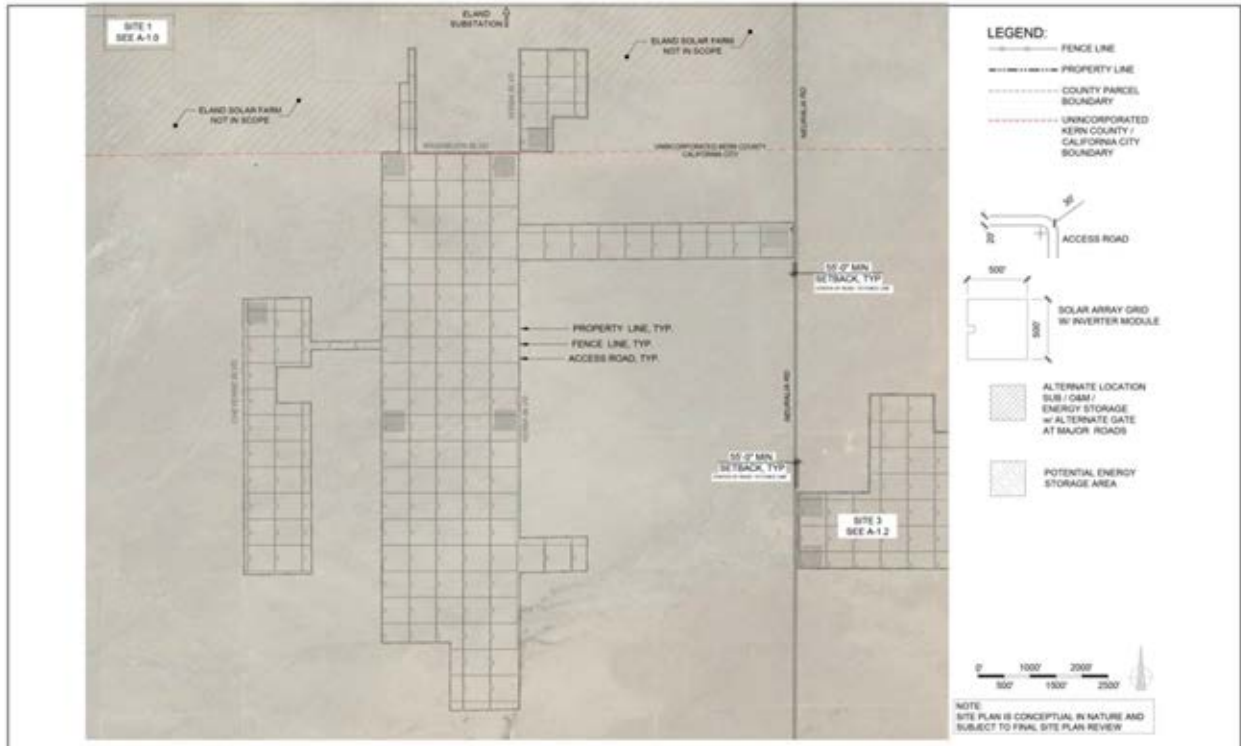 SITE 1
SEE A-1.0
ELAND
SUBSTATION
ELAND SOLAR FARM
NOT IN SCOPE
ELAND SOLAR FARM
NOT IN SCOPE
NEURALIA RD
WASHBURN BLVD
UNINCORPORATED KERN COUNTY
CALIFORNIA CITY
55'-0" MIN
SETBACK, TYP
PROPERTY LINE, TYP.
FENCE LINE, TYP.
ACCESS ROAD, TYP.
NEURALIA RD
55'-0" MIN
SETBACK, TYP
SITE 3
SEE A-1.2
LEGEND:
FENCE LINE
PROPERTY LINE
COUNTY PARCEL
BOUNDARY
UNINCORPORATED
KERN COUNTY /
CALIFORNIA CITY
BOUNDARY
30'
20'
ACCESS ROAD
500'
500'
SOLAR ARRAY GRID
W/ INVERTER MODULE
ALTERNATE LOCATION
SUB / O&M /
ENERGY STORAGE
w/ ALTERNATE GATE
AT MAJOR ROADS
POTENTIAL ENERGY
STORAGE AREA
0' 1000' 2000'
500' 1500' 2500'
NOTE:
SITE PLAN IS CONCEPTUAL IN NATURE AND
SUBJECT TO FINAL SITE PLAN REVIEW